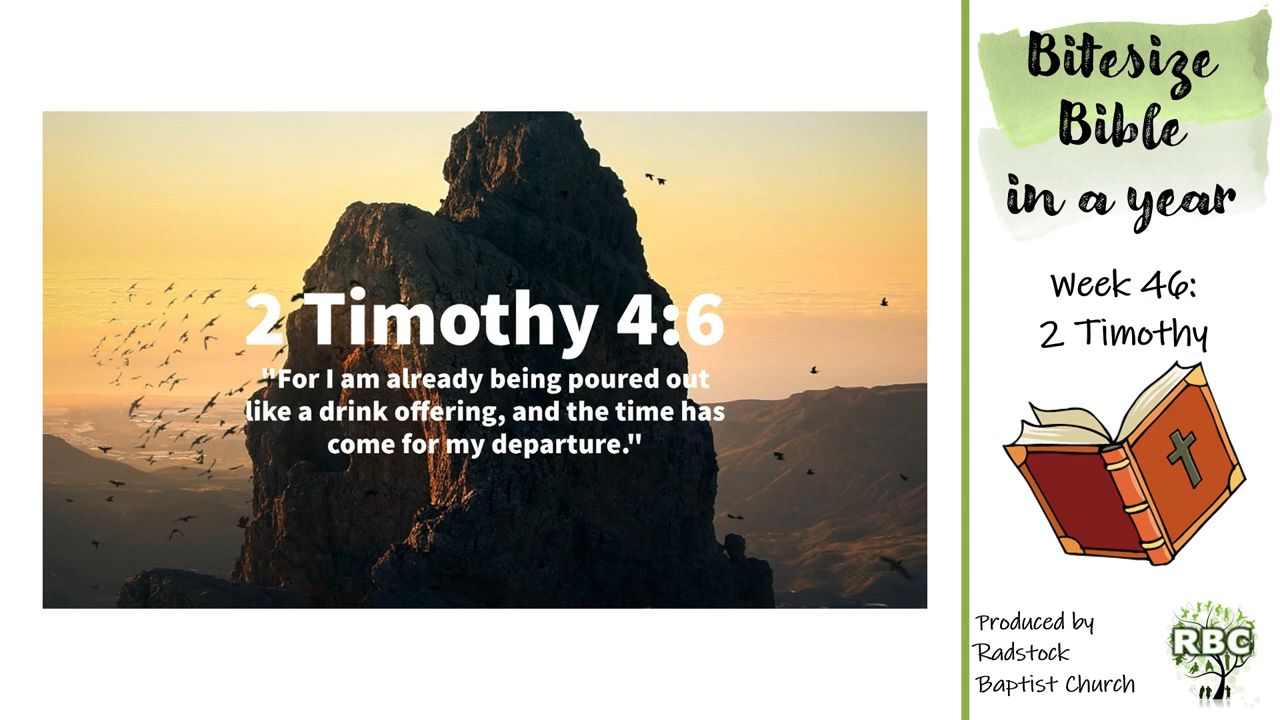 2 Timothy 4:6
"For I am already being poured out
like a drink offering, and the time has
come for my departure."
Bitesize
Bible
in a year
Week 46:
2 Timothy
Produced by
Radstock
Baptist Church
RBC